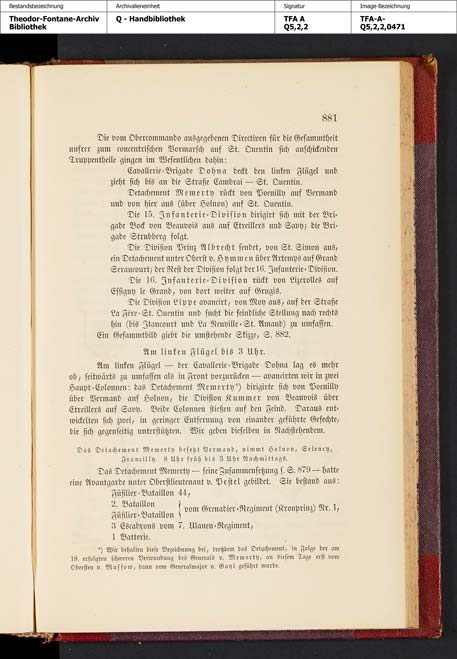 Bestandsbezeichnung Archivalieneinheit Signatur Image-Bezeichnung
Theodor-Fontane-Archiv Q - Handbibliothek TFA A TFA-A-
Bibliothek Q5,2,2 Q5,2,2,0471
881
Die vom Obercommando ausgegebenen Directiven für die Gesammtheit
unsrer zum concentrischen Vormarsch auf St. Quentin sich anschickenden
Truppentheile gingen im Wesentlichen dahin:
Cavallerie-Brigade Dohna deckt den linken Flügel und
zieht sich bis an die Straße Cambrai — St. Quentin.
Detachement Memerty rückt von Poeuilly auf Vermand
und von hier aus (über Holnon) auf St. Quentin.
Die 15. Infanterie-Division dirigirt sich mit der Bri-
gade Bock von Beauvois aus auf Etreillers und Savy; die Bri-
gade Strubberg folgt.
Die Division Prinz Albrecht sendet, von St. Simon aus,
ein Detachement unter Oberst v. Hymmen über Artemps auf Grand
Seraucourt; der Rest der Division folgt der 16. Infanterie-Division.
Die 16. Infanterie-Division rückt von Lizerolles auf
Essigny le Grand, von dort weiter auf Grugis.
Die Division Lippe avancirt, von Moy aus, auf der Straße
La Fère-St. Quentin und sucht die feindliche Stellung nach rechts
hin (bis Itancourt und La Neuville-St. Amand) zu umfassen.
Ein Gesammtbild giebt die umstehende Skizze, S. 882.
Am linken Flügel bis 3 Uhr.
Am linken Flügel — der Cavallerie-Brigade Dohna lag es mehr
ob, seitwärts zu umfassen als in Front vorzurücken — avancirten wir in zwei
Haupt-Colonnen: das Detachement Memerty*) dirigirte sich von Poeuilly
über Vermand auf Holnon, die Division Kummer von Beauvois über
Etreillers auf Savy. Beide Colonnen stießen auf den Feind. Daraus ent-
wickelten sich zwei, in geringer Entfernung von einander geführte Gefechte,
die sich gegenseitig unterstützten. Wir geben dieselben in Nachstehendem.
Das Detachement Memerty besetzt Vermand, nimmt Holnon, Selency,
Francilly. 8 Uhr früh bis 3 Uhr Nachmittags.
Das Detachement Memerty — seine Zusammensetzung s. S. 879 — hatte
eine Avantgarde unter Oberstlieutenant v. Pestel gebildet. Sie bestand aus:
Füsilier-Bataillon 44,
2. Bataillon
Füsilier-Bataillon } vom Grenadier-Regiment (Kronprinz) Nr. 1,
3 Escadrons vom 7. Ulanen-Regiment,
1 Batterie.
*) Wir behalten diese Bezeichnung bei, trotzdem das Detachement, in Folge der am
18. erfolgten schweren Verwundung des Generals v. Memerty, an diesem Tage erst vom
Obersten v. Massow, dann vom Generalmajor v. Gayl geführt wurde.